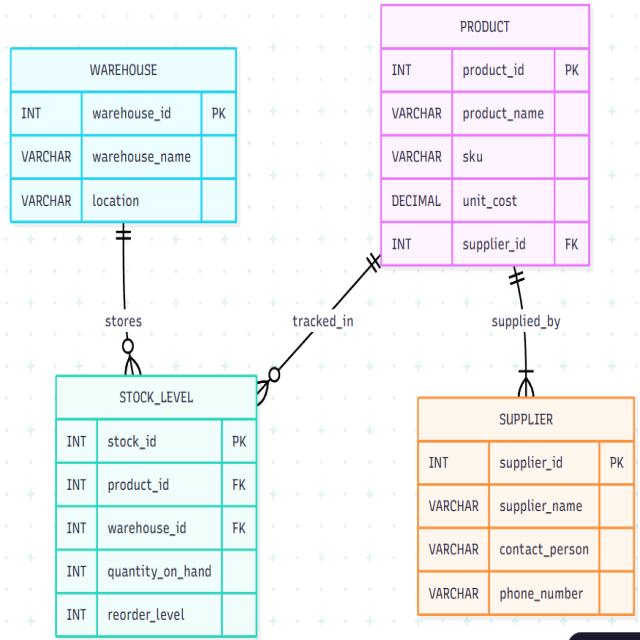 WAREHOUSE
INT warehouse_id PK
VARCHAR warehouse_name
VARCHAR location
PRODUCT
INT product_id PK
VARCHAR product_name
VARCHAR sku
DECIMAL unit_cost
INT supplier_id FK
stores
tracked_in
supplied_by
STOCK_LEVEL
INT stock_id PK
INT product_id FK
INT warehouse_id FK
INT quantity_on_hand
INT reorder_level
SUPPLIER
INT supplier_id PK
VARCHAR supplier_name
VARCHAR contact_person
VARCHAR phone_number